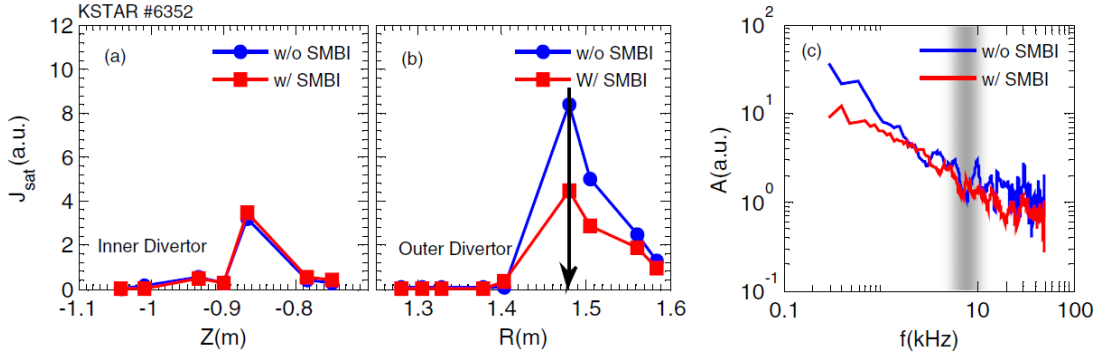 KSTAR #6352
(a)
w/o SMBI
w/ SMBI
Inner Divertor
J_sat(a.u.)
12
10
8
6
4
2
0
-1.1
-1
-0.9
-0.8
Z(m)
(b)
w/o SMBI
W/ SMBI
Outer Divertor
1.3
1.4
1.5
1.6
R(m)
(c)
w/o SMBI
w/ SMBI
A(a.u.)
10^2
10^1
10^0
10^-1
0.1
1
10
100
f(kHz)